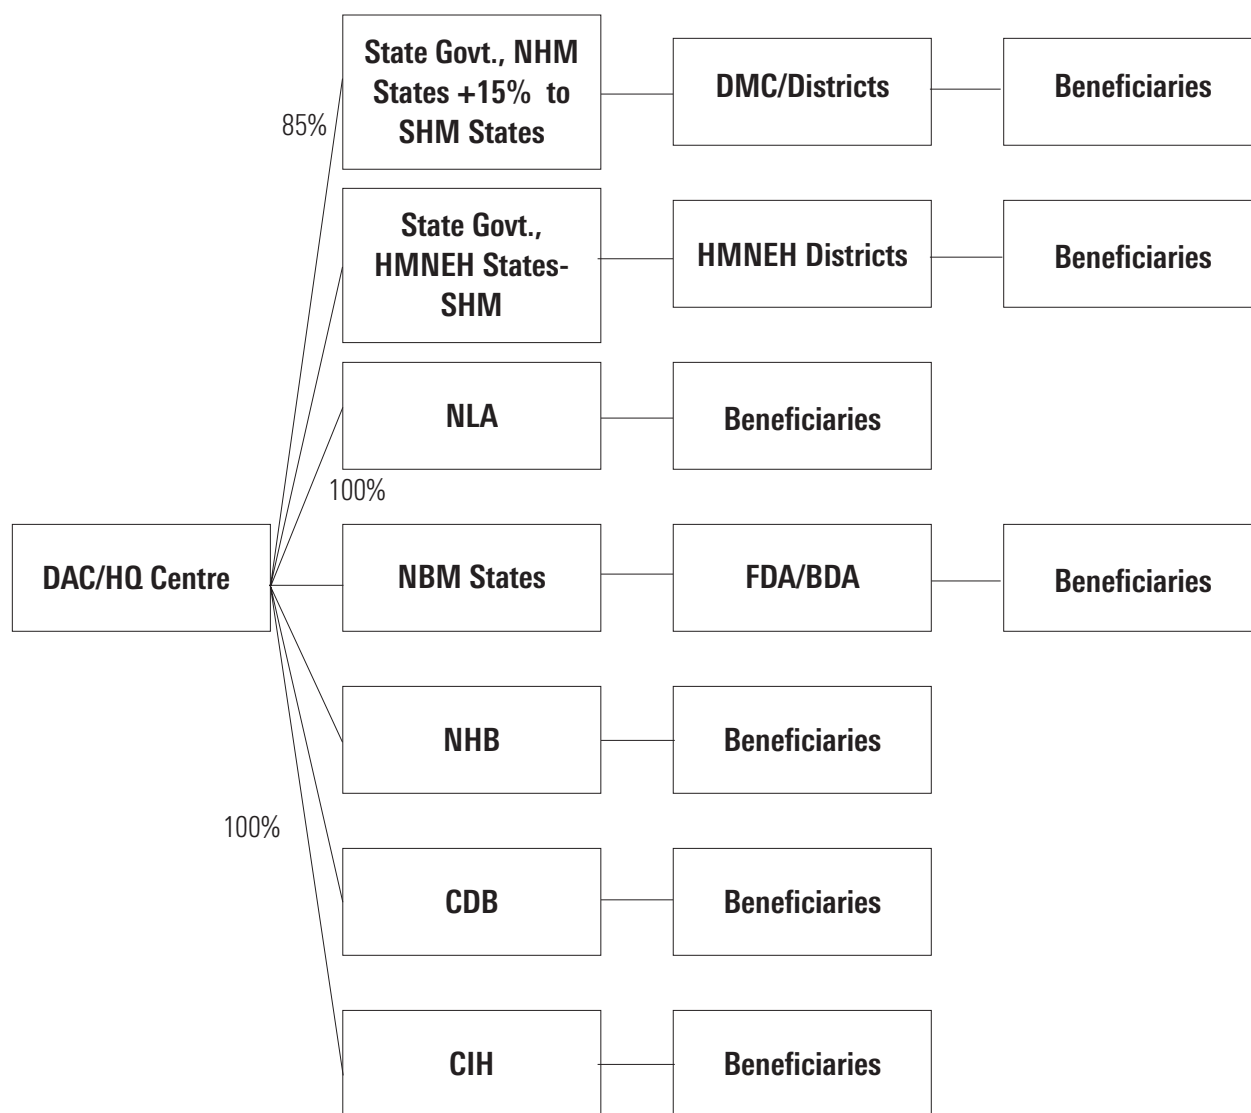 State Govt., NHM
States +15% to
SHM States
DMC/Districts
Beneficiaries
85%
State Govt.,
HMNEH States-
SHM
HMNEH Districts
Beneficiaries
NLA
Beneficiaries
100%
DAC/HQ Centre
NBM States
FDA/BDA
Beneficiaries
NHB
Beneficiaries
100%
CDB
Beneficiaries
CIH
Beneficiaries